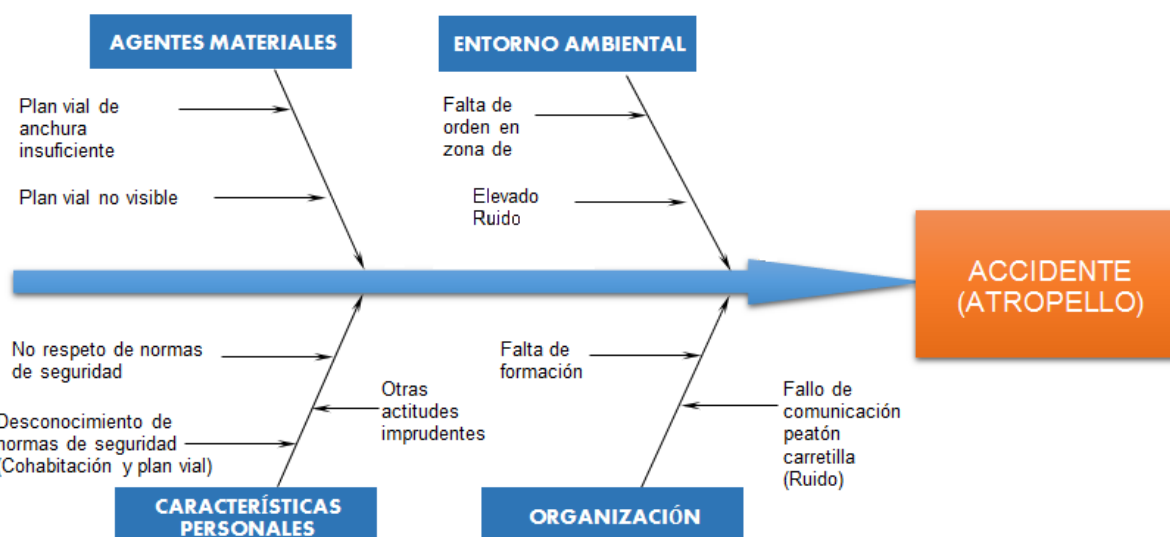 AGENTES MATERIALES
ENTORNO AMBIENTAL
Plan vial de
anchura
insuficiente
Plan vial no visible
Falta de
orden en
zona de
Elevado
Ruido
ACCIDENTE
(ATROPELLO)
No respeto de normas
de seguridad
Desconocimiento de
normas de seguridad
(Cohabitación y plan vial)
Otras
actitudes
imprudentes
Falta de
formación
Fallo de
comunicación
peatón
carretilla
(Ruido)
CARACTERÍSTICAS
PERSONALES
ORGANIZACIÓN